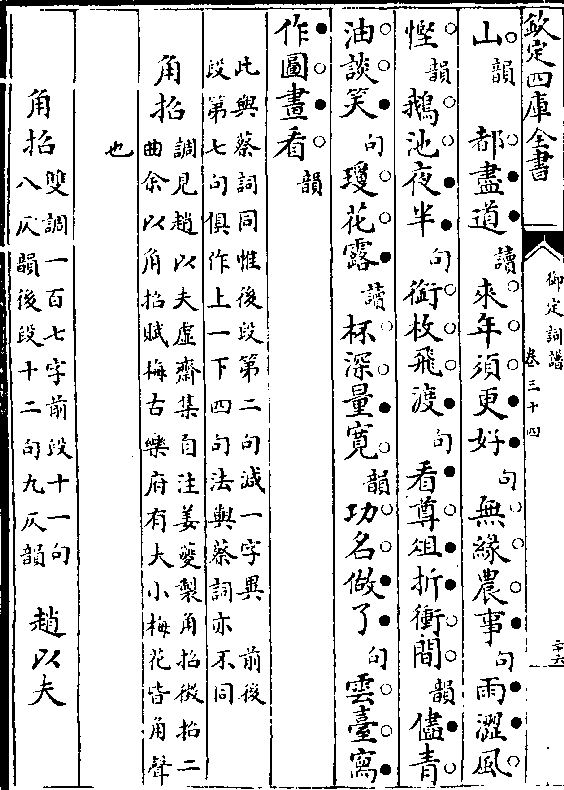 欽定四庫全書
御定詞譜
卷三十四
二十六
山韻　都盡道讀來年須更好句無緣農事句雨澀風
慳韻鵝池夜半句銜枚飛渡句看尊俎折衝間韻儘青
油談笑句瓊花露讀杯深量寬韻功名做了句雲臺寫
作圖畫看韻
此與蔡詞同惟後段第二句減一字異　前後
段第七句俱作上一下四句法與蔡詞亦不同
角招調見趙以夫虛齋集自注姜夔製角招徵招二
曲余以角招賦梅古樂府有大小梅花皆角聲
也
角招雙調一百七字前段十一句
八仄韻後段十二句九仄韻　趙以夫